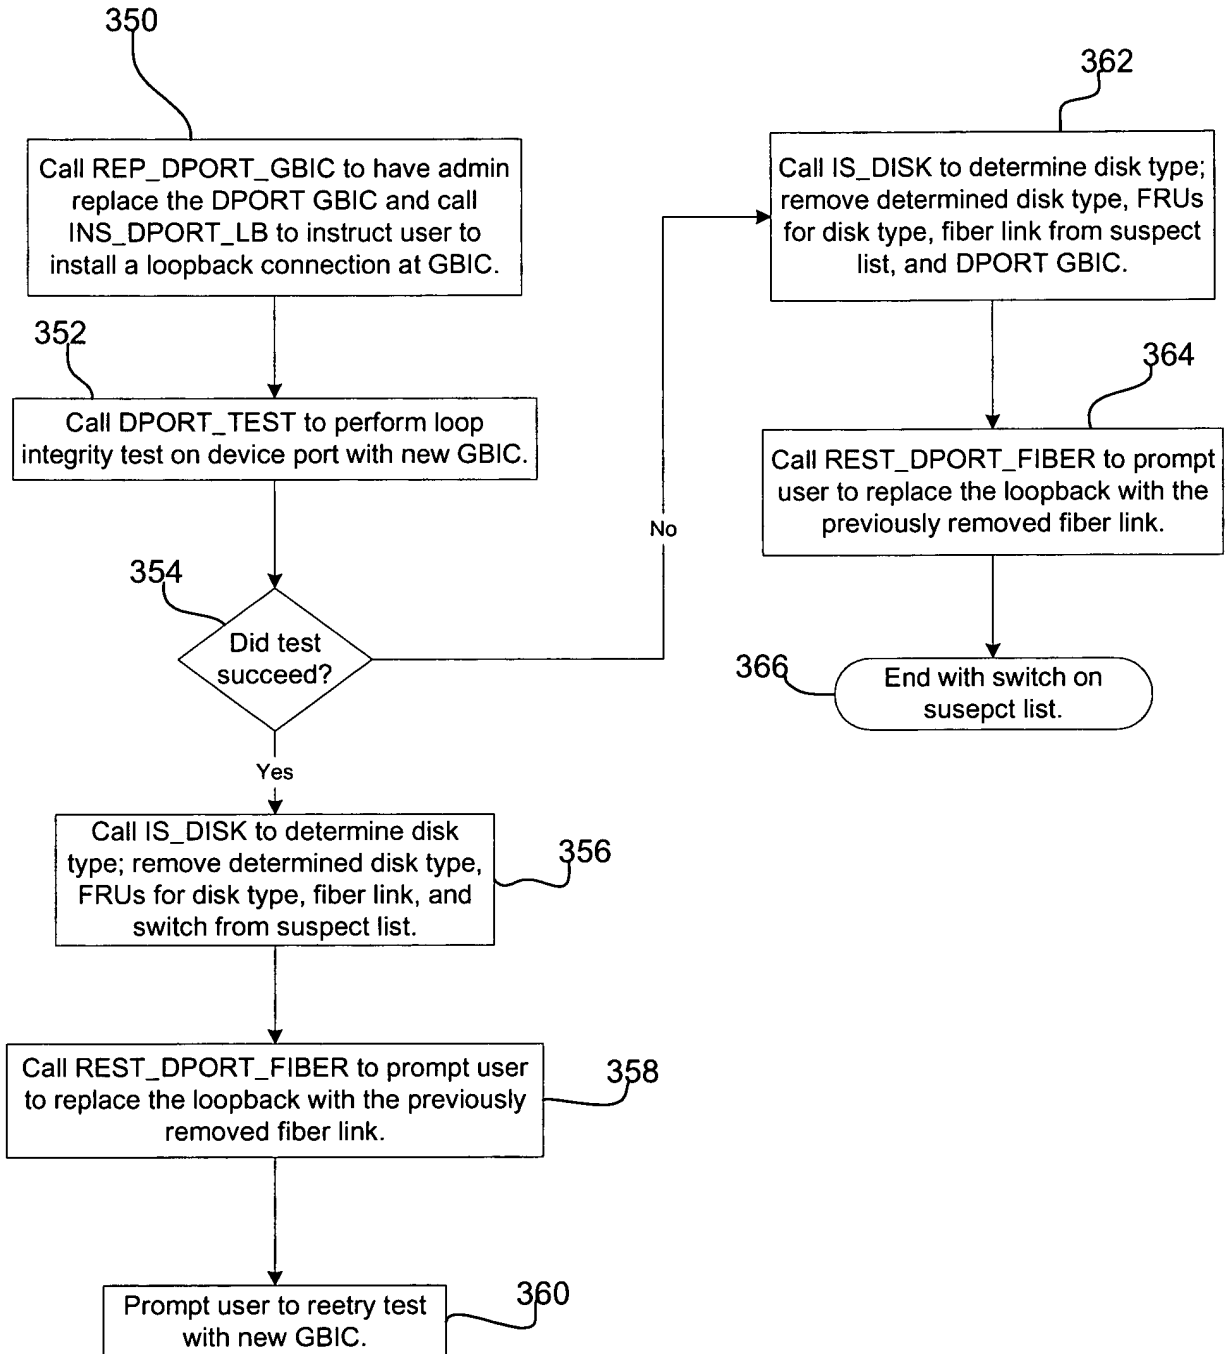 350
Call REP_DPORT_GBIC to have admin
replace the DPORT GBIC and call
INS_DPORT_LB to instruct user to
install a loopback connection at GBIC.
352
Call DPORT_TEST to perform loop
integrity test on device port with new GBIC.
354
Did test
succeed?
No
Yes
Call IS_DISK to determine disk
type; remove determined disk type,
FRUs for disk type, fiber link, and
switch from suspect list.
356
Call REST_DPORT_FIBER to prompt user
to replace the loopback with the previously
removed fiber link.
358
Prompt user to reetry test
with new GBIC.
360
362
Call IS_DISK to determine disk type;
remove determined disk type, FRUs
for disk type, fiber link from suspect
list, and DPORT GBIC.
364
Call REST_DPORT_FIBER to prompt
user to replace the loopback with the
previously removed fiber link.
366
End with switch on
susepct list.